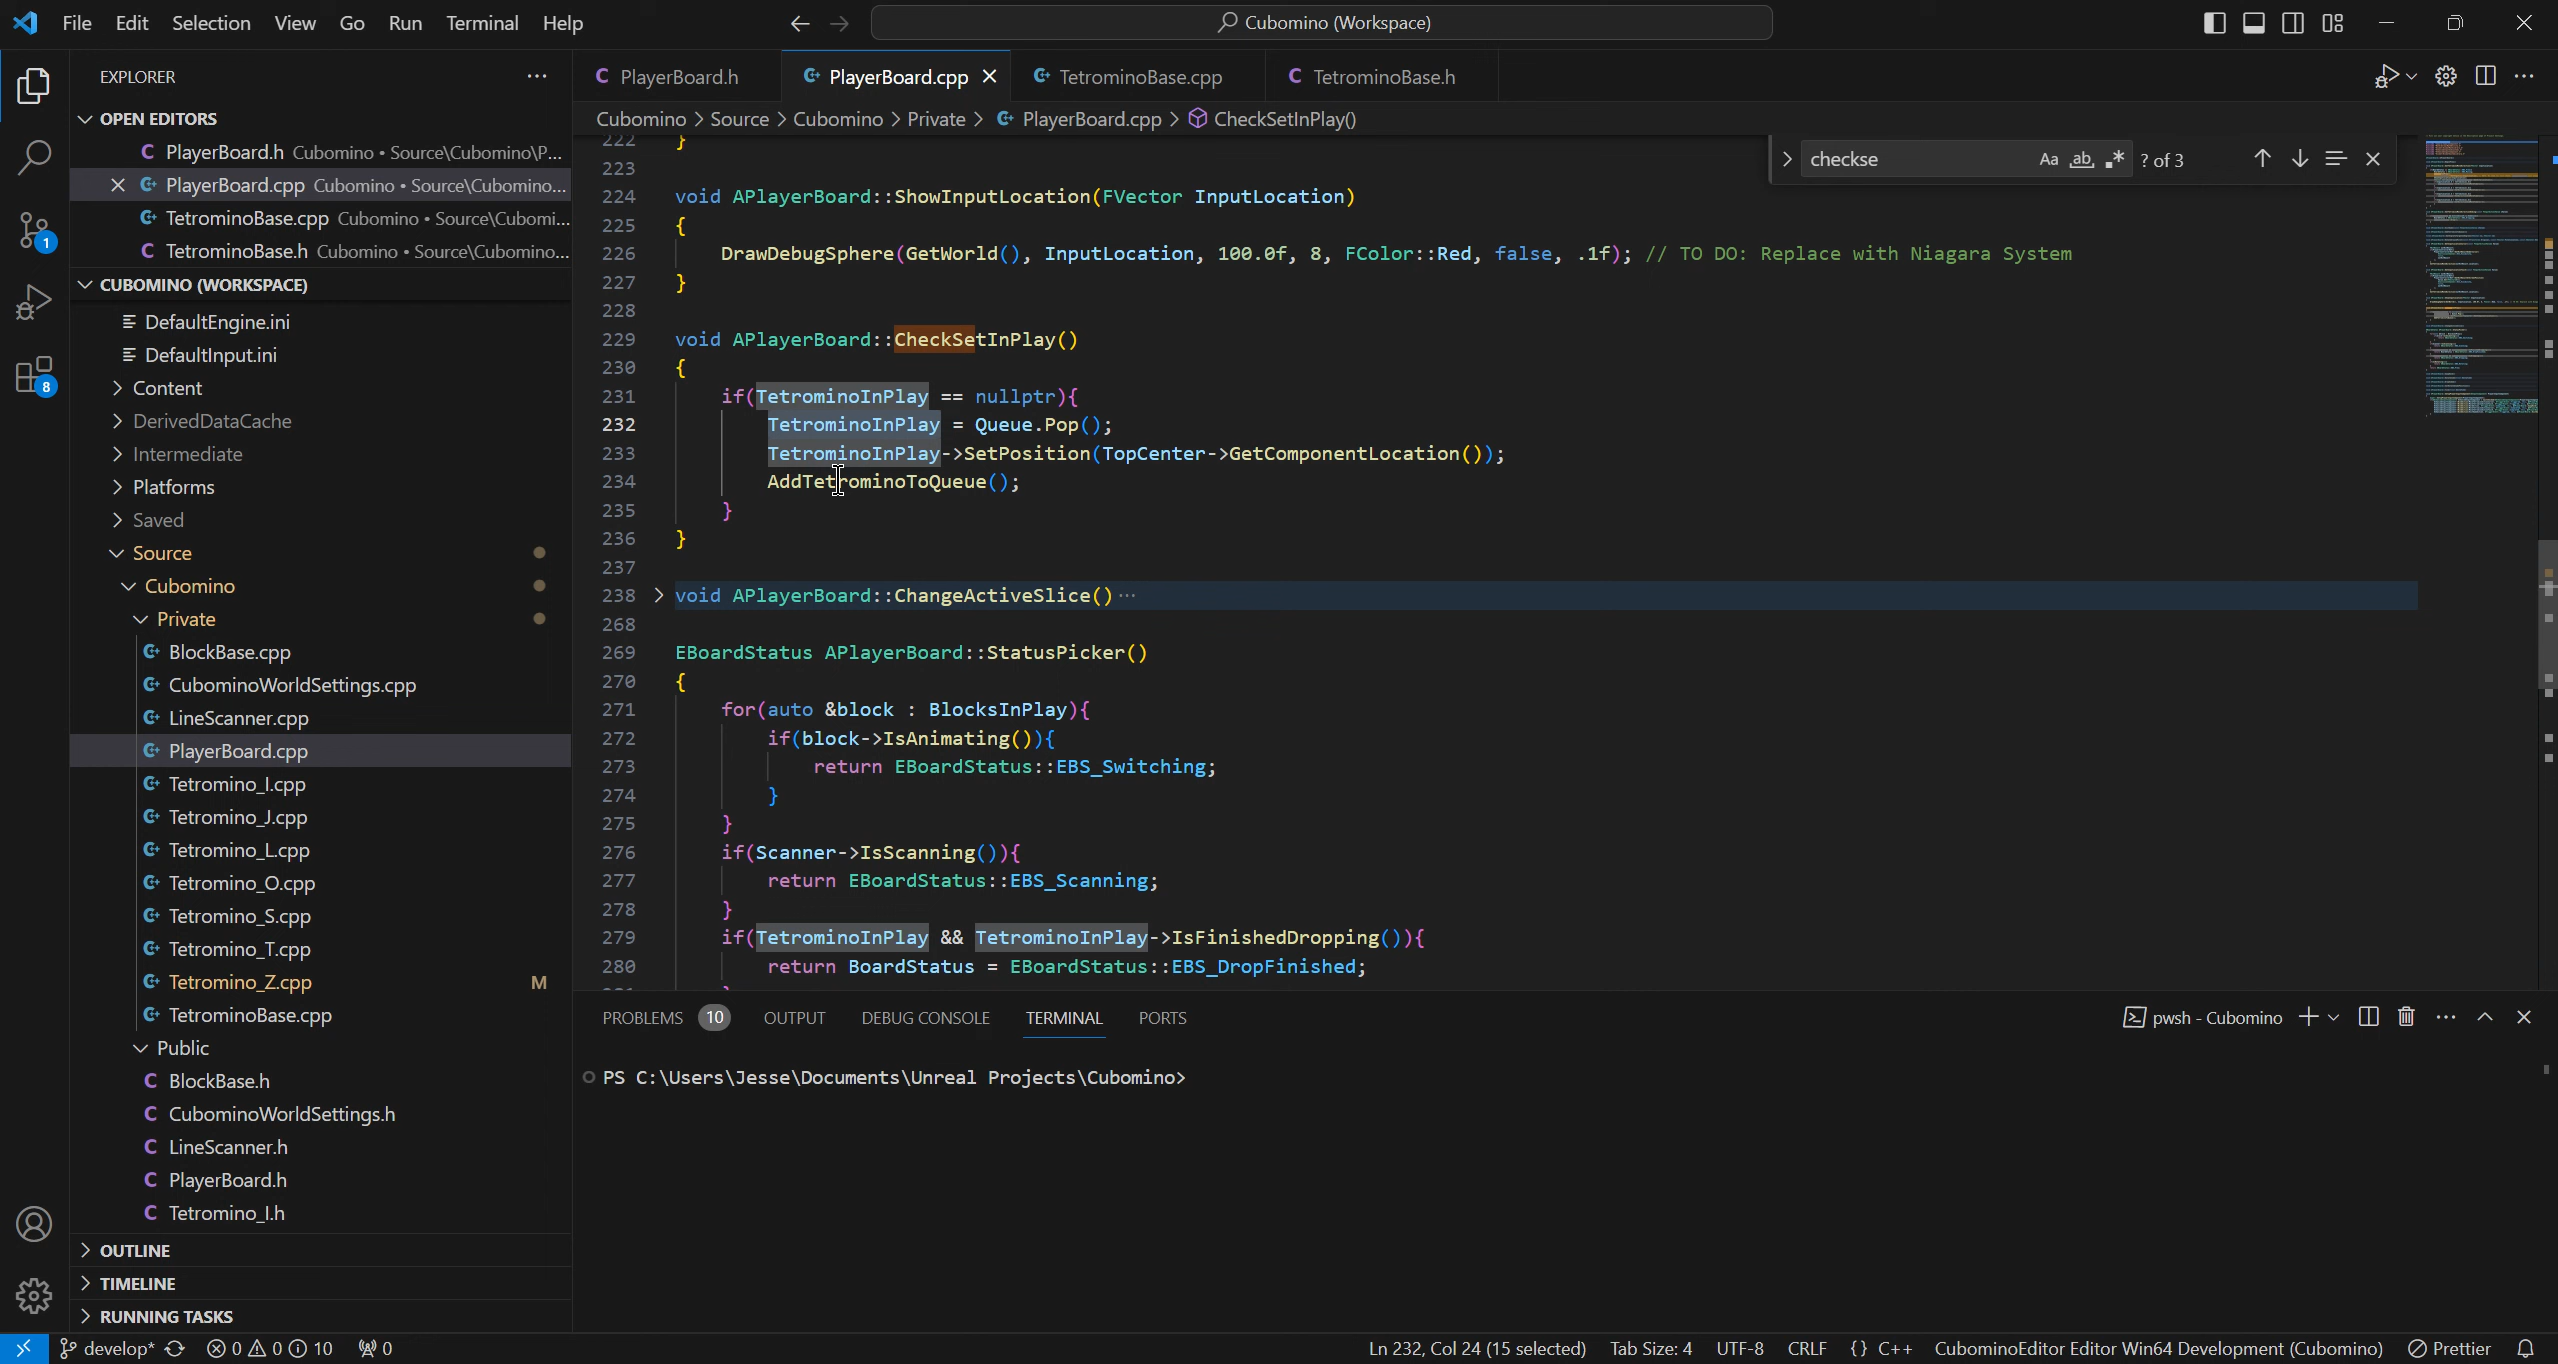 File Edit Selection View Go Run Terminal Help
Cubomino (Workspace)
EXPLORER
OPEN EDITORS
PlayerBoard.h Cubomino • Source\Cubomino\P...
PlayerBoard.cpp Cubomino • Source\Cubomino...
TetrominoBase.cpp Cubomino • Source\Cubomi...
TetrominoBase.h Cubomino • Source\Cubomino...
CUBOMINO (WORKSPACE)
DefaultEngine.ini
DefaultInput.ini
Content
DerivedDataCache
Intermediate
Platforms
Saved
Source
Cubomino
Private
BlockBase.cpp
CubominoWorldSettings.cpp
LineScanner.cpp
PlayerBoard.cpp
Tetromino_I.cpp
Tetromino_J.cpp
Tetromino_L.cpp
Tetromino_O.cpp
Tetromino_S.cpp
Tetromino_T.cpp
Tetromino_Z.cpp M
TetrominoBase.cpp
Public
BlockBase.h
CubominoWorldSettings.h
LineScanner.h
PlayerBoard.h
Tetromino_I.h
OUTLINE
TIMELINE
RUNNING TASKS
1
8
PlayerBoard.h PlayerBoard.cpp TetrominoBase.cpp TetrominoBase.h
Cubomino > Source > Cubomino > Private > PlayerBoard.cpp > CheckSetInPlay()
checkse Aa ab .* ? of 3
222 }
223
224 void APlayerBoard::ShowInputLocation(FVector InputLocation)
225 {
226 DrawDebugSphere(GetWorld(), InputLocation, 100.0f, 8, FColor::Red, false, .1f); // TO DO: Replace with Niagara System
227 }
228
229 void APlayerBoard::CheckSetInPlay()
230 {
231 if(TetrominoInPlay == nullptr){
232 TetrominoInPlay = Queue.Pop();
233 TetrominoInPlay->SetPosition(TopCenter->GetComponentLocation());
234 AddTetrominoToQueue();
235 }
236 }
237
238 void APlayerBoard::ChangeActiveSlice() ⋯
268
269 EBoardStatus APlayerBoard::StatusPicker()
270 {
271 for(auto &block : BlocksInPlay){
272 if(block->IsAnimating()){
273 return EBoardStatus::EBS_Switching;
274 }
275 }
276 if(Scanner->IsScanning()){
277 return EBoardStatus::EBS_Scanning;
278 }
279 if(TetrominoInPlay && TetrominoInPlay->IsFinishedDropping()){
280 return BoardStatus = EBoardStatus::EBS_DropFinished;
PROBLEMS 10 OUTPUT DEBUG CONSOLE TERMINAL PORTS
pwsh - Cubomino
PS C:\Users\Jesse\Documents\Unreal Projects\Cubomino>
develop* 0 0 10 0
Ln 232, Col 24 (15 selected) Tab Size: 4 UTF-8 CRLF {} C++ CubominoEditor Editor Win64 Development (Cubomino) Prettier